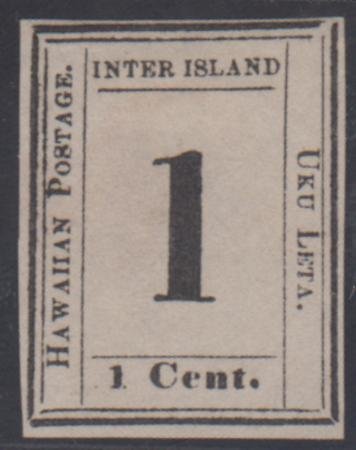 INTER ISLAND
HAWAIIAN POSTAGE.
1
UKU LETA.
1 Cent.